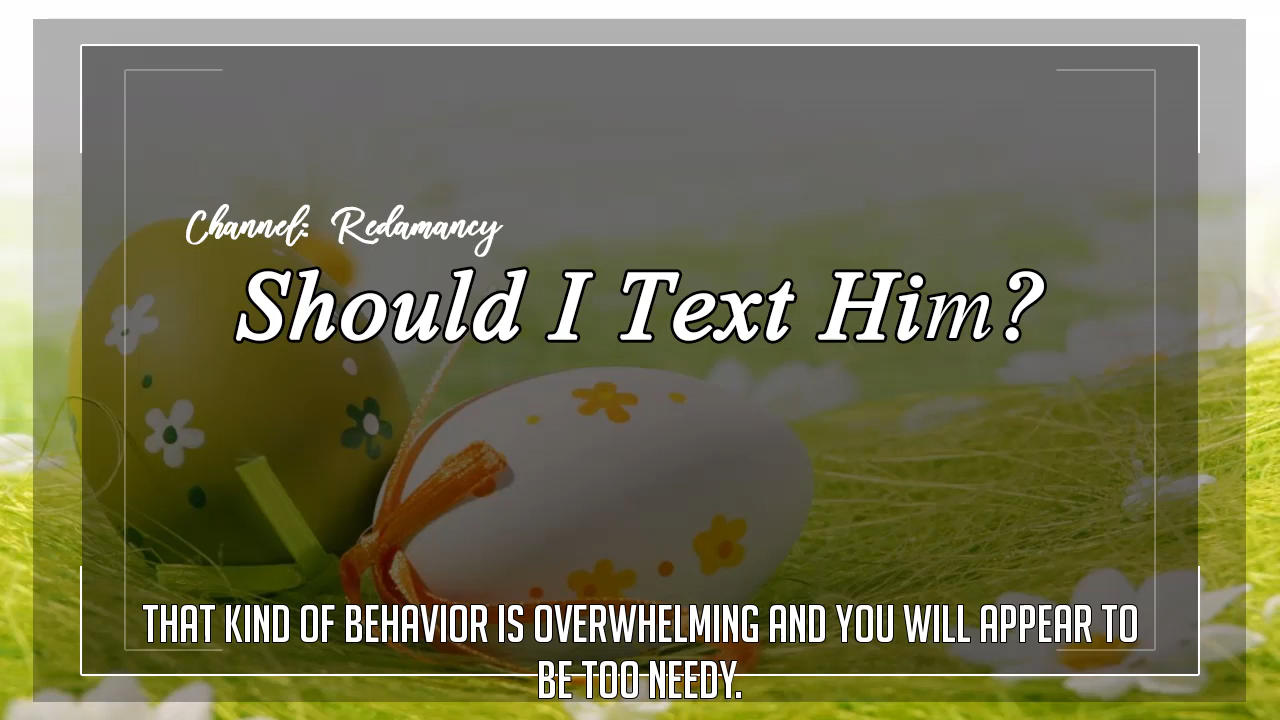 Channel: Redamancy
Should I Text Him?
THAT KIND OF BEHAVIOR IS OVERWHELMING AND YOU WILL APPEAR TO
BE TOO NEEDY.